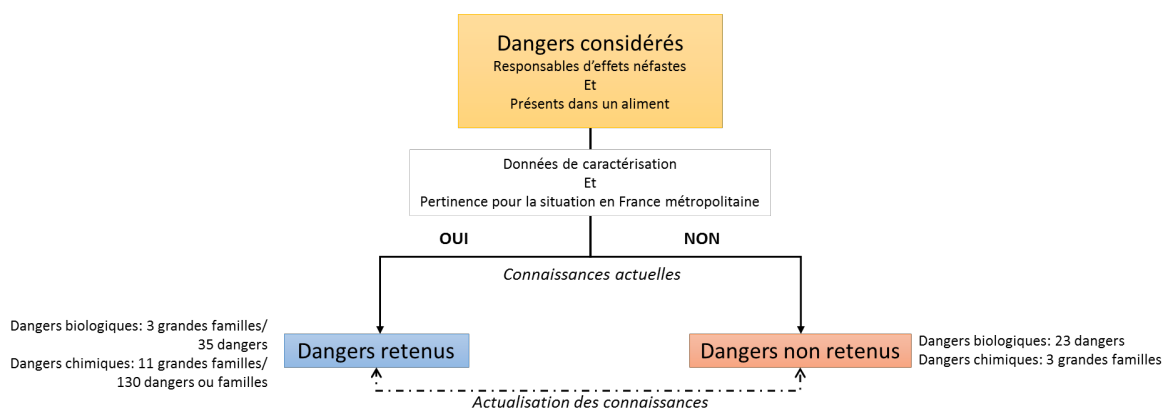 Dangers considérés
Responsables d'effets néfastes
Et
Présents dans un aliment
Données de caractérisation
Et
Pertinence pour la situation en France métropolitaine
OUI
NON
Connaissances actuelles
Dangers biologiques: 3 grandes familles/
35 dangers
Dangers chimiques: 11 grandes familles/
130 dangers ou familles
Dangers retenus
Dangers non retenus
Dangers biologiques: 23 dangers
Dangers chimiques: 3 grandes familles
Actualisation des connaissances